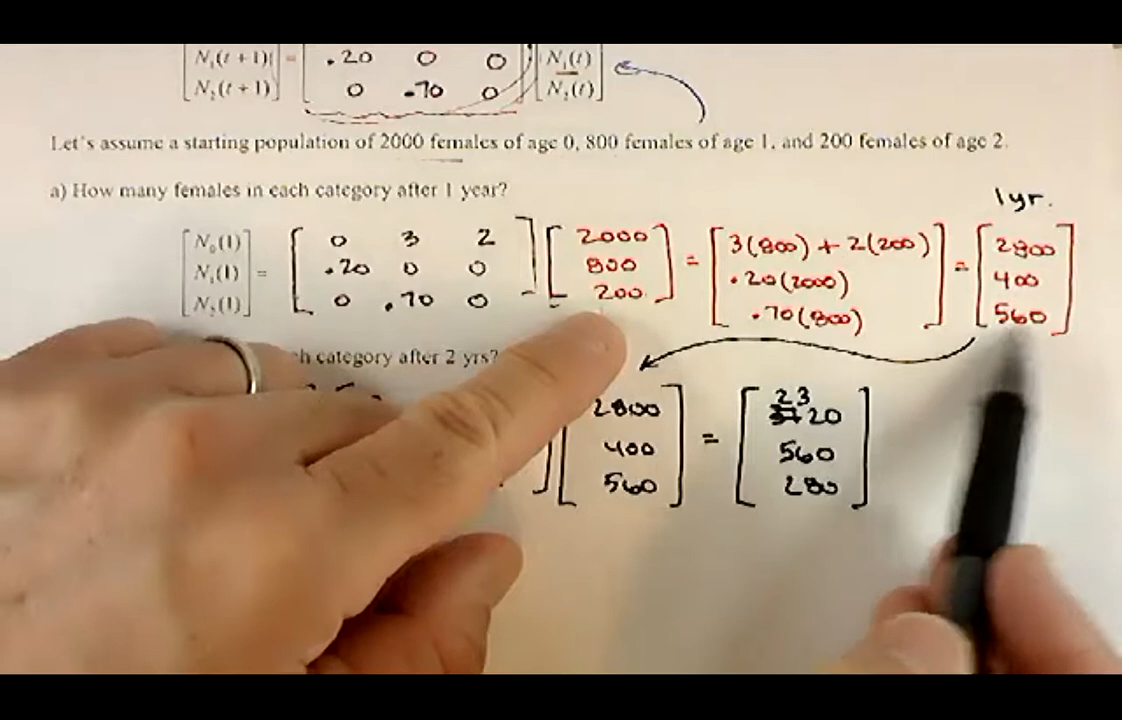 N₁(t + 1) = .20 0 0 N₁(t)
N₂(t + 1) 0 .70 0 N₂(t)
Let's assume a starting population of 2000 females of age 0, 800 females of age 1, and 200 females of age 2.
a) How many females in each category after 1 year?
1yr.
N₀(1) 0 3 2 2000 3(800) + 2(200) 2800
N₁(1) = .20 0 0 800 = .20(2000) = 400
N₂(1) 0 .70 0 200 .70(800) 560
category after 2 yrs?
2800 2320
400 = 560
560 280